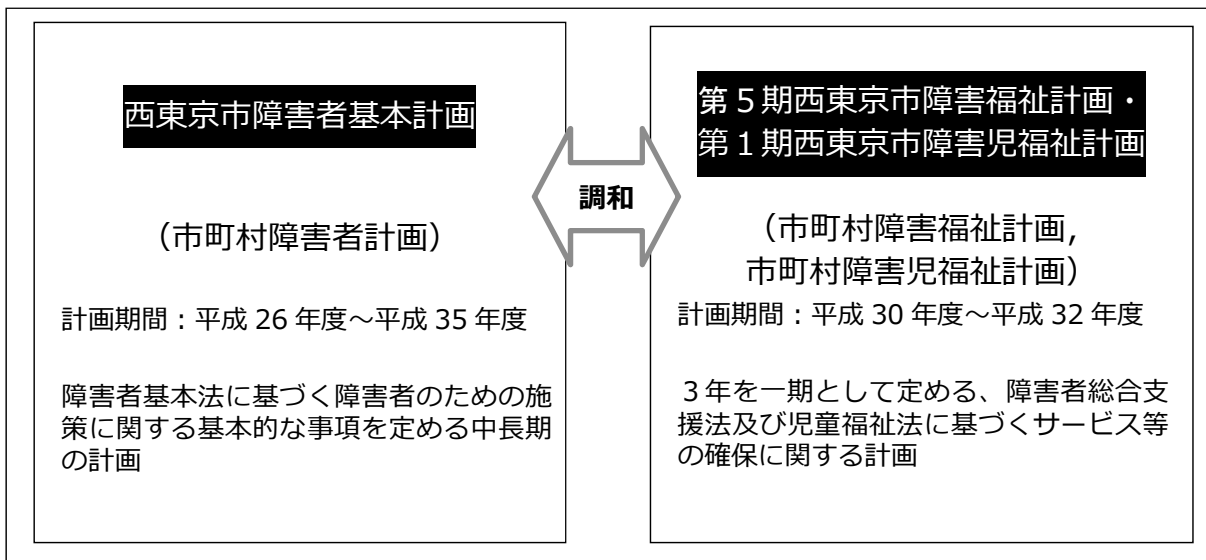 西東京市障害者基本計画
（市町村障害者計画）
計画期間：平成 26 年度～平成 35 年度
障害者基本法に基づく障害者のための施
策に関する基本的な事項を定める中長期
の計画
調和
第５期西東京市障害福祉計画・
第１期西東京市障害児福祉計画
（市町村障害福祉計画,
市町村障害児福祉計画）
計画期間：平成 30 年度～平成 32 年度
３年を一期として定める、障害者総合支
援法及び児童福祉法に基づくサービス等
の確保に関する計画